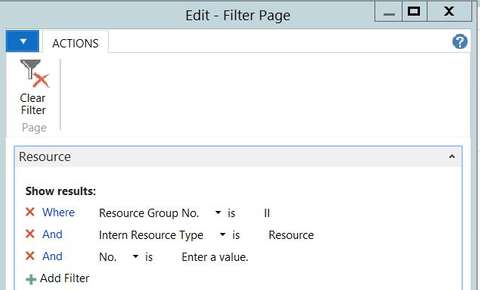 Edit - Filter Page
ACTIONS
Clear
Filter
Page
Resource
Show results:
Where Resource Group No. is II
And Intern Resource Type is Resource
And No. is Enter a value.
Add Filter